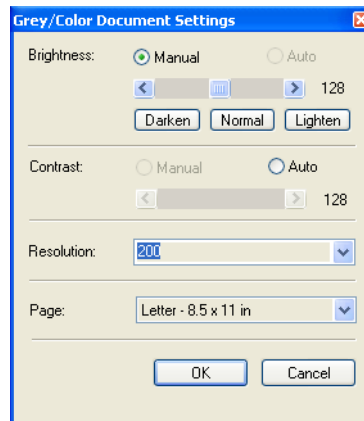 Grey/Color Document Settings
Brightness: Manual Auto
128
Darken Normal Lighten
Contrast: Manual Auto
128
Resolution: 200
Page: Letter - 8.5 x 11 in
OK Cancel